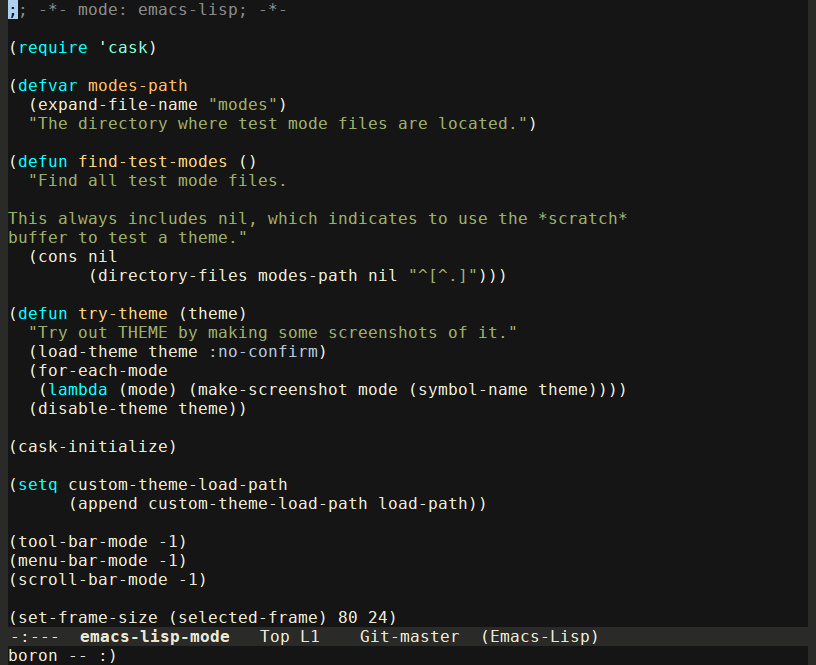 ;; -*- mode: emacs-lisp; -*-

(require 'cask)

(defvar modes-path
  (expand-file-name "modes")
  "The directory where test mode files are located.")

(defun find-test-modes ()
  "Find all test mode files.

This always includes nil, which indicates to use the *scratch*
buffer to test a theme."
  (cons nil
        (directory-files modes-path nil "^[^.]")))

(defun try-theme (theme)
  "Try out THEME by making some screenshots of it."
  (load-theme theme :no-confirm)
  (for-each-mode
   (lambda (mode) (make-screenshot mode (symbol-name theme))))
  (disable-theme theme))

(cask-initialize)

(setq custom-theme-load-path
      (append custom-theme-load-path load-path))

(tool-bar-mode -1)
(menu-bar-mode -1)
(scroll-bar-mode -1)

(set-frame-size (selected-frame) 80 24)
-:---  emacs-lisp-mode   Top L1    Git-master  (Emacs-Lisp)
boron -- :)